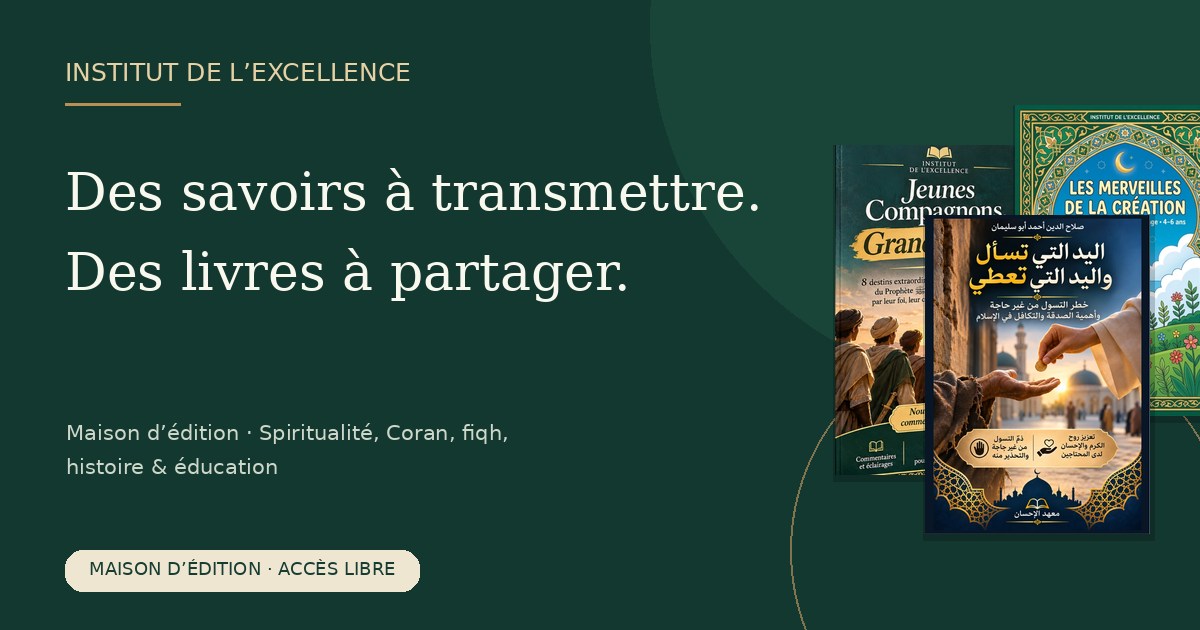 INSTITUT DE L’EXCELLENCE
Des savoirs à transmettre.
Des livres à partager.
Maison d’édition · Spiritualité, Coran, fiqh,
histoire & éducation
MAISON D’ÉDITION · ACCÈS LIBRE
INSTITUT
DE L’EXCELLENCE
Jeunes
Compagnons
8 destins
du Prophète
par leur foi, leur
Commentaires
et éclairages
INSTITUT DE L’EXCELLENCE
LES MERVEILLES
DE LA CRÉATION
• 4–6 ans
صلاح الدين أحمد أبو سليمان
اليد التي تسأل
واليد التي تعطي
خطر التسول من غير حاجة
وأهمية الصدقة والتكافل في الإسلام
ذمّ التسول
من غير حاجة
والتحذير منه
تعزيز روح
الكرم والإحسان
لدى المحتاجين
معهد الإحسان